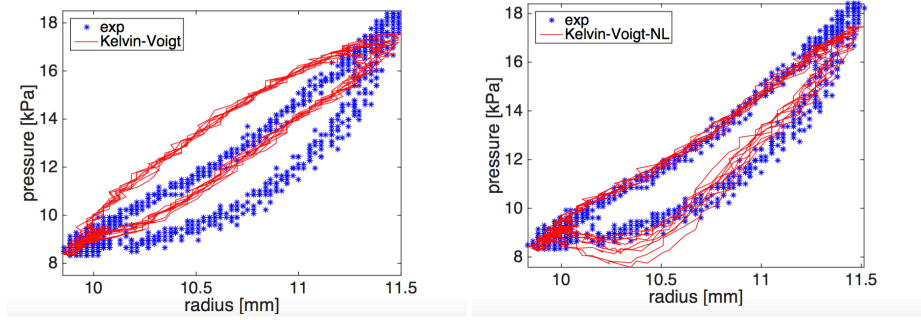 exp
Kelvin-Voigt
18
16
14
12
10
8
pressure [kPa]
10
10.5
11
11.5
radius [mm]
exp
Kelvin-Voigt-NL
18
16
14
12
10
8
pressure [kPa]
10
10.5
11
11.5
radius [mm]